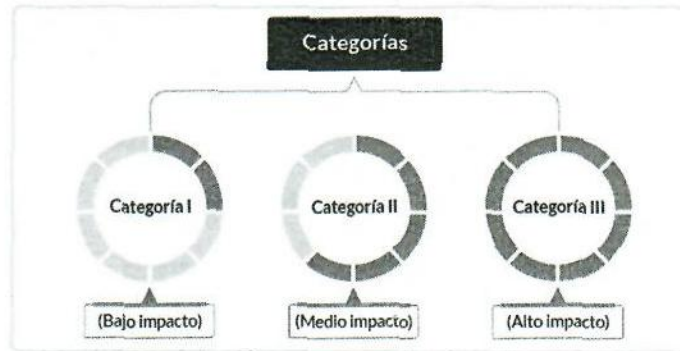 Categorías
Categoría I
Categoría II
Categoría III
(Bajo impacto)
(Medio impacto)
(Alto impacto)